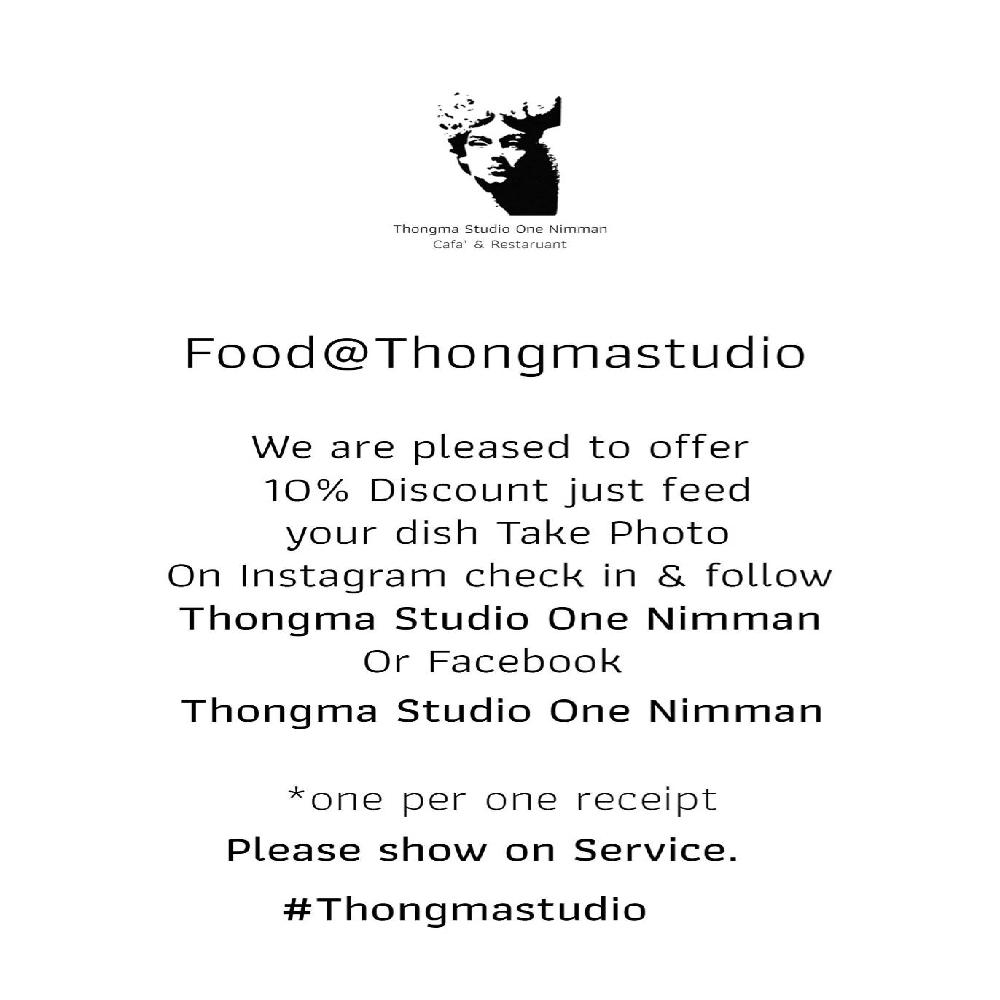 Thongma Studio One Nimman
Cafa' & Restaruant
Food@Thongmastudio
We are pleased to offer
10% Discount just feed
your dish Take Photo
On Instagram check in & follow
Thongma Studio One Nimman
Or Facebook
Thongma Studio One Nimman
*one per one receipt
Please show on Service.
#Thongmastudio